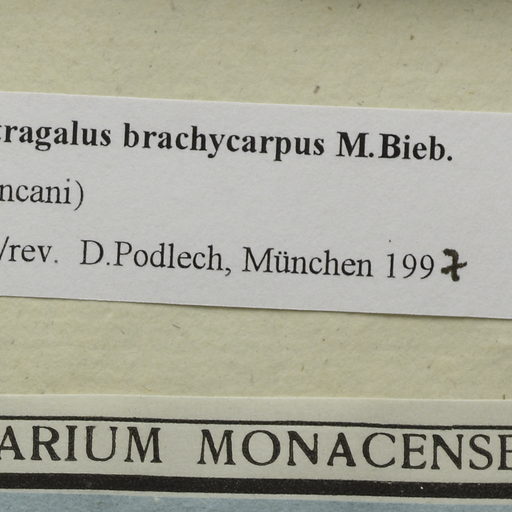 tragalus brachycarpus M.Bieb.
ncani)
/rev. D.Podlech, München 1997
ARIUM MONACENSE